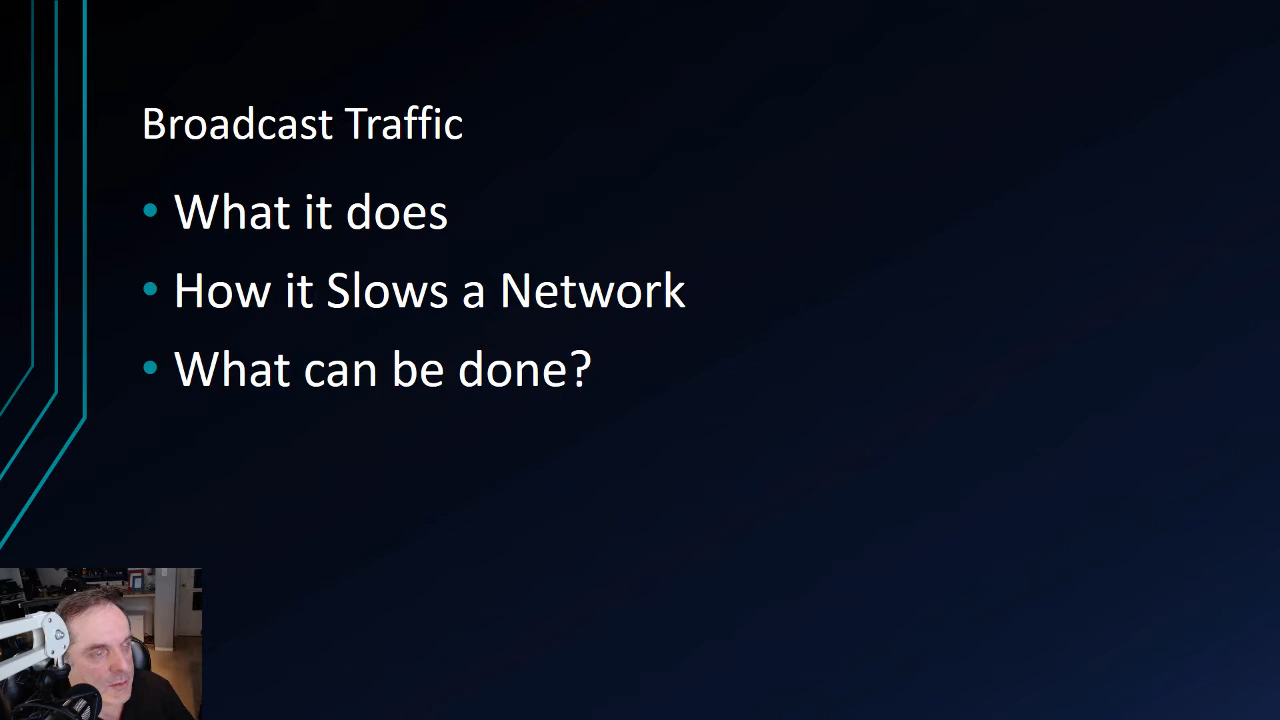 Broadcast Traffic
• What it does
• How it Slows a Network
• What can be done?